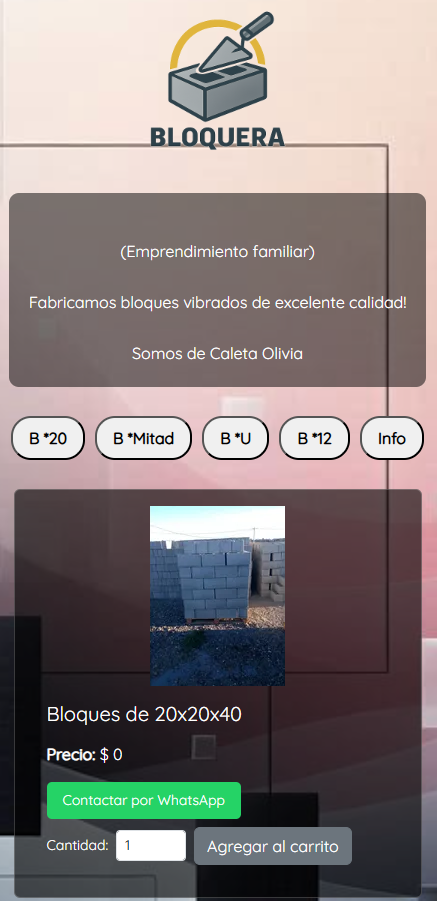 BLOQUERA
(Emprendimiento familiar)
Fabricamos bloques vibrados de excelente calidad!
Somos de Caleta Olivia
B *20
B *Mitad
B *U
B *12
Info
Bloques de 20x20x40
Precio: $ 0
Contactar por WhatsApp
Cantidad: 1 Agregar al carrito